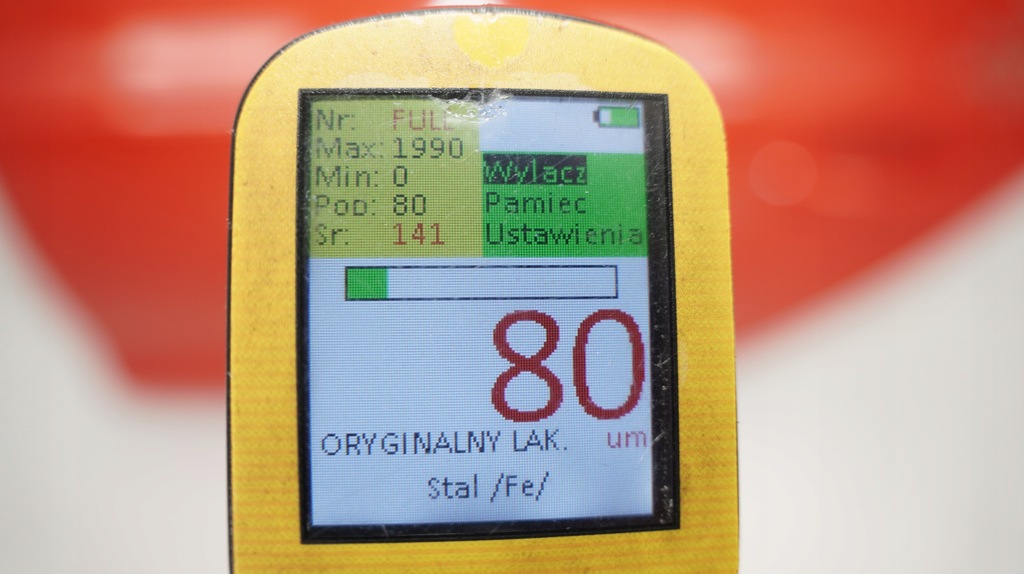 Nr: FULL
Max: 1990
Min: 0
Pop: 80
Sr: 141
Wylacz
Pamiec
Ustawienia
80
um
ORYGINALNY LAK.
Stal /Fe/